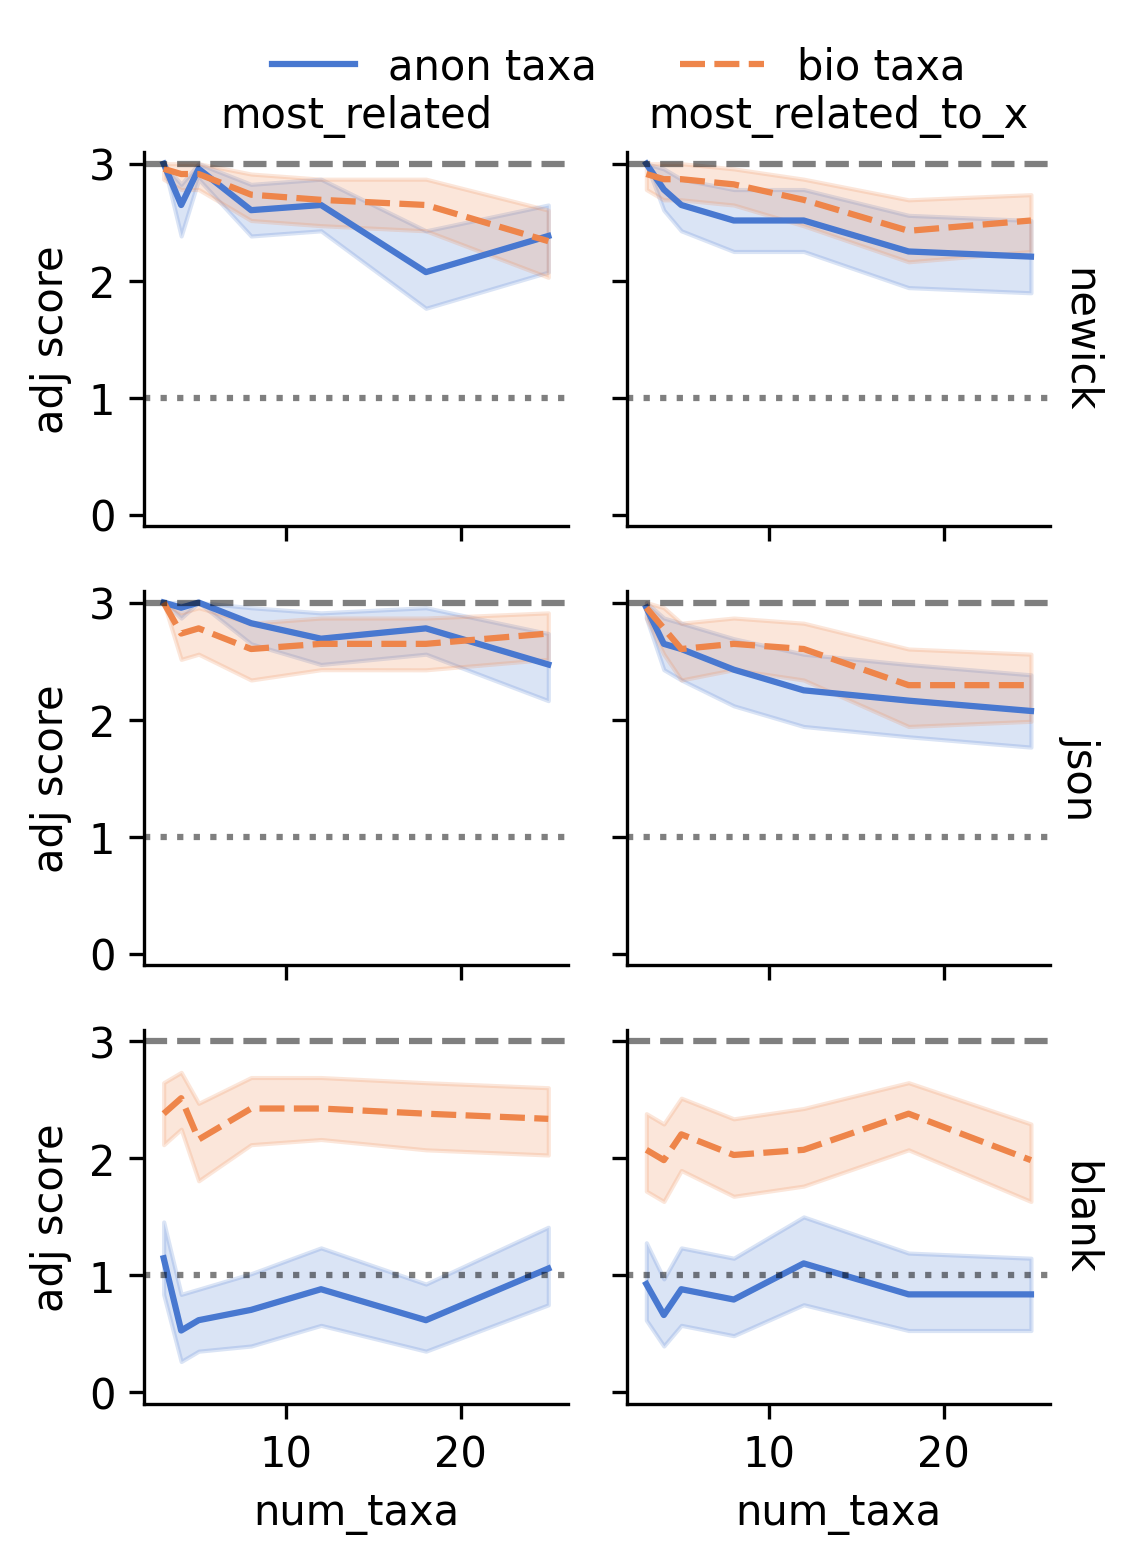 anon taxa bio taxa
most_related most_related_to_x
3
2
1
0
adj score
newick
3
2
1
0
adj score
json
3
2
1
0
adj score
blank
10 20 10 20
num_taxa num_taxa